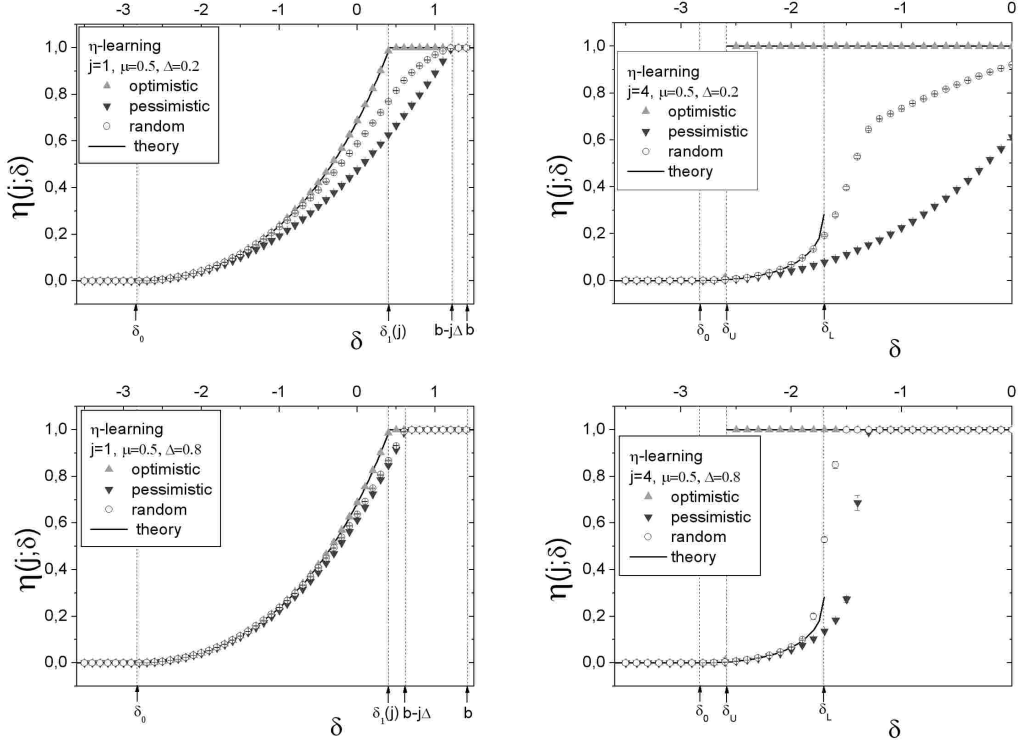 -3 -2 -1 0 1
1,0
0,8
0,6
0,4
0,2
0,0
η(j;δ)
η-learning
j=1, μ=0.5, Δ=0.2
optimistic
pessimistic
random
theory
δ₀ δ δ₁(j) b-jΔ b
-3 -2 -1 0
1,0
0,8
0,6
0,4
0,2
0,0
η(j;δ)
η-learning
j=4, μ=0.5, Δ=0.2
optimistic
pessimistic
random
theory
δ₀ δU δL δ
-3 -2 -1 0 1
1,0
0,8
0,6
0,4
0,2
0,0
η(j;δ)
η-learning
j=1, μ=0.5, Δ=0.8
optimistic
pessimistic
random
theory
δ₀ δ δ₁(j) b-jΔ b
-3 -2 -1 0
1,0
0,8
0,6
0,4
0,2
0,0
η(j;δ)
η-learning
j=4, μ=0.5, Δ=0.8
optimistic
pessimistic
random
theory
δ₀ δU δL δ